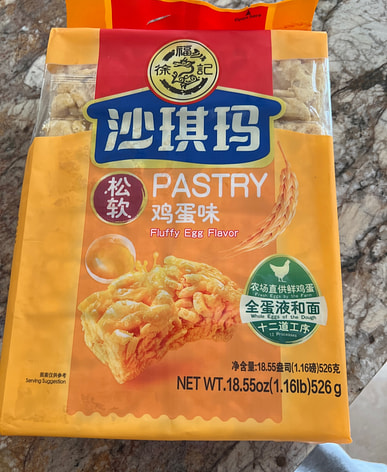 徐福記
沙琪玛
松软
PASTRY
鸡蛋味
Fluffy Egg Flavor
农场直供鲜鸡蛋
Fresh Eggs by the Farm
全蛋液和面
Whole Eggs of the Dough
十二道工序
12 Processes
图案仅供参考
Serving Suggestion
净含量:18.55盎司(1.16磅)526克
NET WT.18.55oz(1.16lb)526g